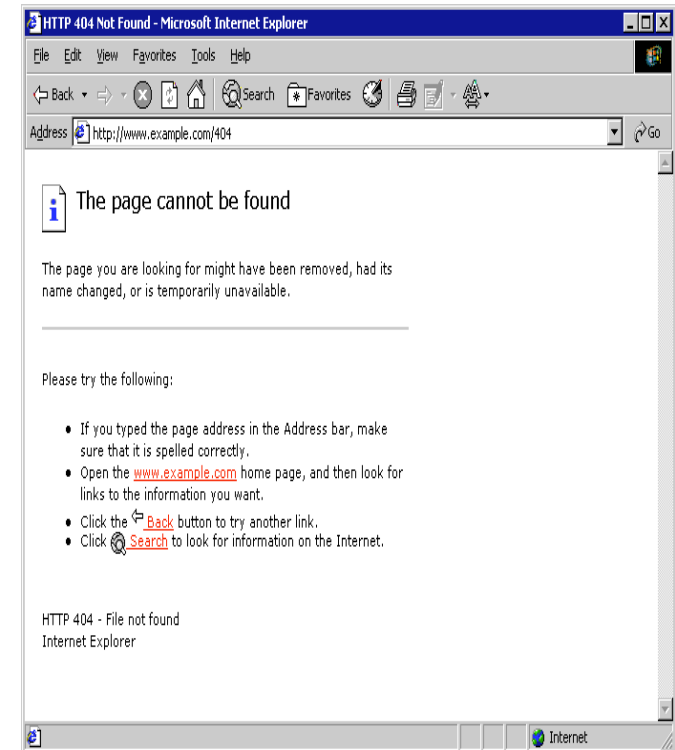 HTTP 404 Not Found - Microsoft Internet Explorer
File Edit View Favorites Tools Help
Back Search Favorites
Address http://www.example.com/404 Go
The page cannot be found
The page you are looking for might have been removed, had its
name changed, or is temporarily unavailable.
Please try the following:
If you typed the page address in the Address bar, make
sure that it is spelled correctly.
Open the www.example.com home page, and then look for
links to the information you want.
Click the Back button to try another link.
Click Search to look for information on the Internet.
HTTP 404 - File not found
Internet Explorer
Internet